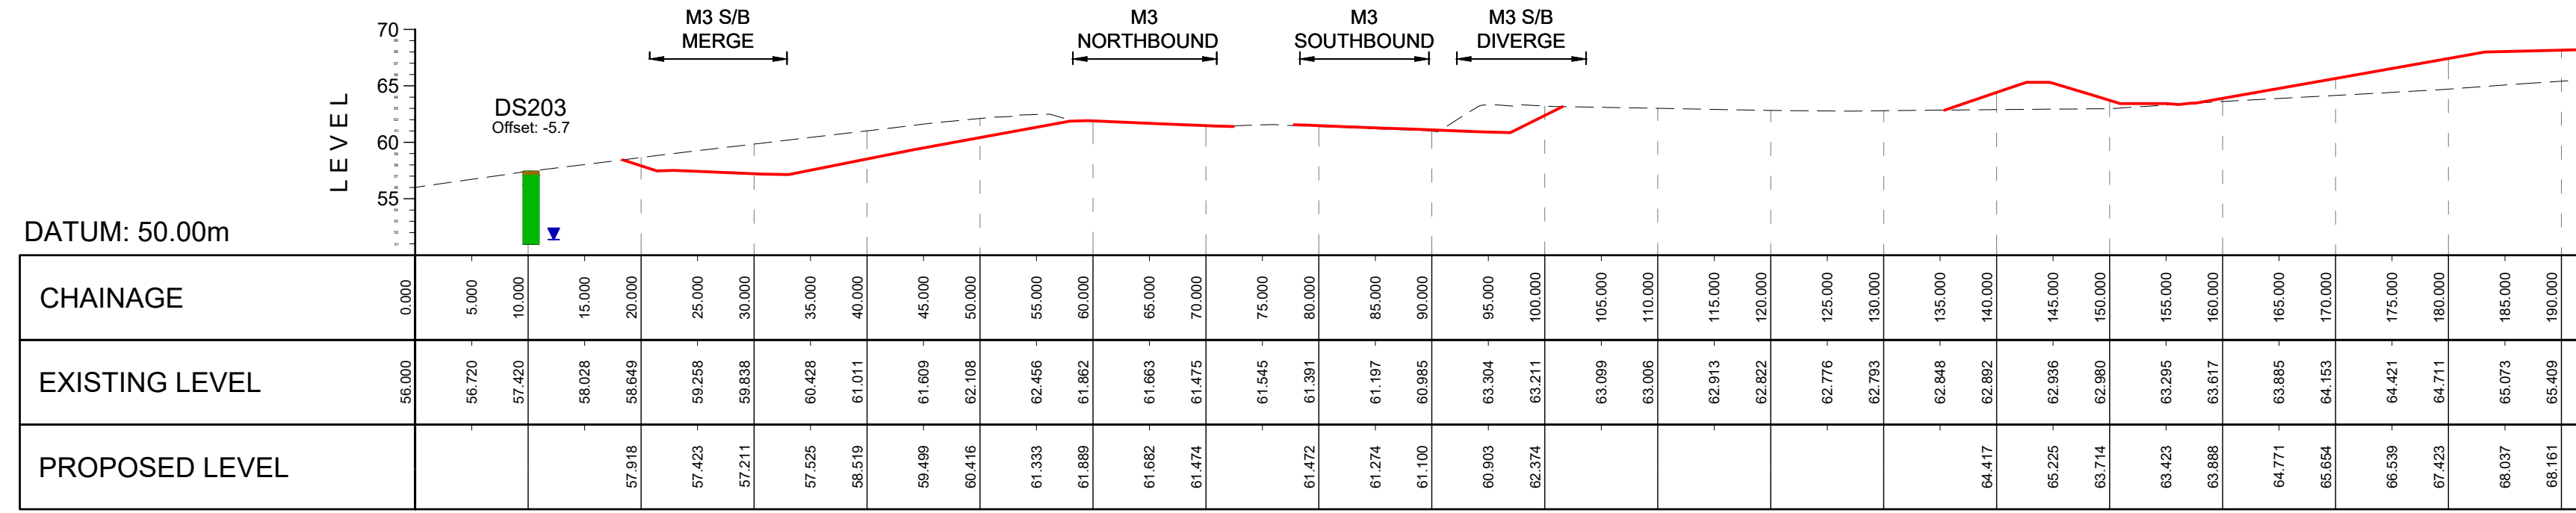 M3 S/B
MERGE
M3
NORTHBOUND
M3
SOUTHBOUND
M3 S/B
DIVERGE
70
65
60
55
LEVEL
DS203
Offset: -5.7
DATUM: 50.00m
CHAINAGE 0.000 5.000 10.000 15.000 20.000 25.000 30.000 35.000 40.000 45.000 50.000 55.000 60.000 65.000 70.000 75.000 80.000 85.000 90.000 95.000 100.000 105.000 110.000 115.000 120.000 125.000 130.000 135.000 140.000 145.000 150.000 155.000 160.000 165.000 170.000 175.000 180.000 185.000 190.000
EXISTING LEVEL 56.000 56.720 57.420 58.028 58.649 59.258 59.838 60.428 61.011 61.609 62.108 62.456 61.862 61.663 61.475 61.545 61.391 61.197 60.985 63.304 63.211 63.099 63.006 62.913 62.822 62.776 62.793 62.848 62.892 62.936 62.980 63.295 63.617 63.885 64.153 64.421 64.711 65.073 65.409
PROPOSED LEVEL 57.918 57.423 57.211 57.525 58.519 59.499 60.416 61.333 61.889 61.682 61.474 61.472 61.274 61.100 60.903 62.374 64.417 65.225 63.714 63.423 63.888 64.771 65.654 66.539 67.423 68.037 68.161